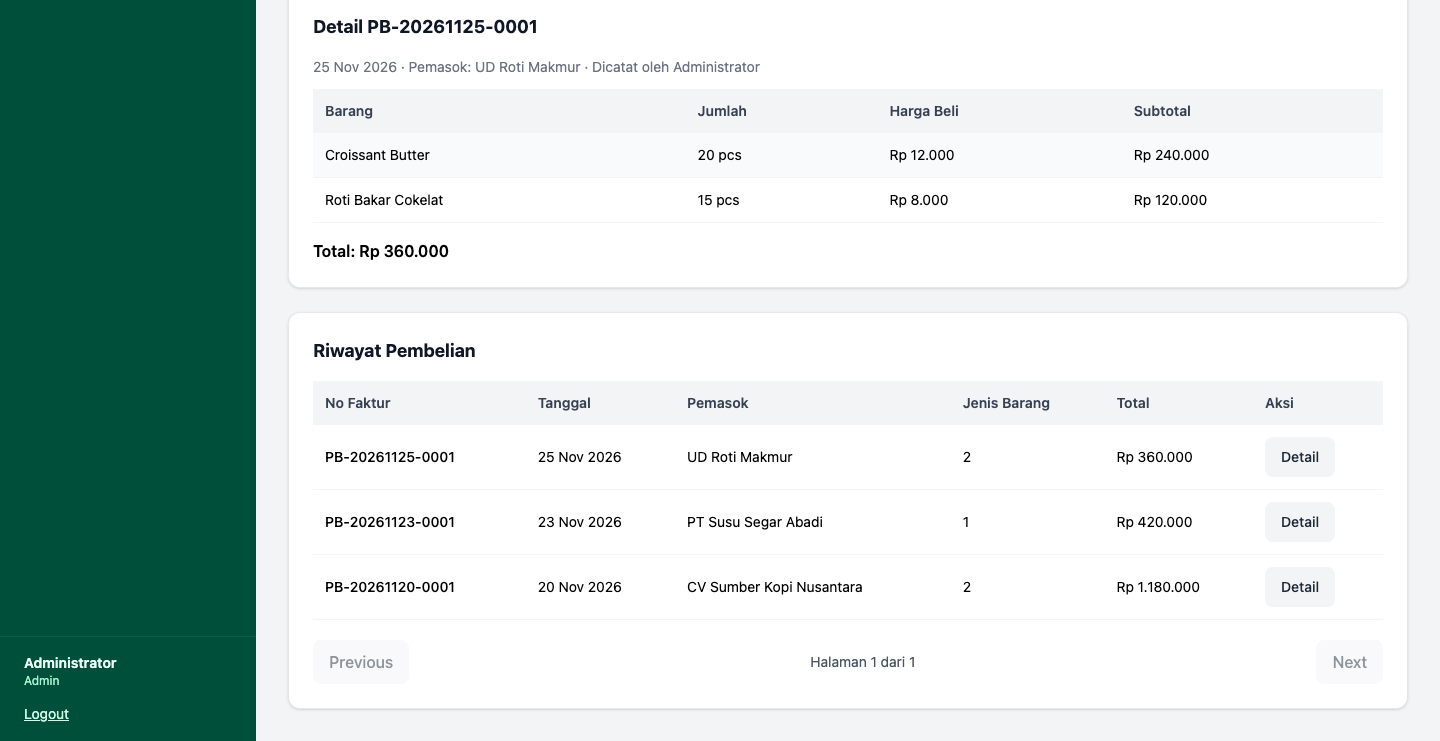 Detail PB-20261125-0001
25 Nov 2026 · Pemasok: UD Roti Makmur · Dicatat oleh Administrator
Barang Jumlah Harga Beli Subtotal
Croissant Butter 20 pcs Rp 12.000 Rp 240.000
Roti Bakar Cokelat 15 pcs Rp 8.000 Rp 120.000
Total: Rp 360.000
Riwayat Pembelian
No Faktur Tanggal Pemasok Jenis Barang Total Aksi
PB-20261125-0001 25 Nov 2026 UD Roti Makmur 2 Rp 360.000 Detail
PB-20261123-0001 23 Nov 2026 PT Susu Segar Abadi 1 Rp 420.000 Detail
PB-20261120-0001 20 Nov 2026 CV Sumber Kopi Nusantara 2 Rp 1.180.000 Detail
Previous Halaman 1 dari 1 Next
Administrator
Admin
Logout